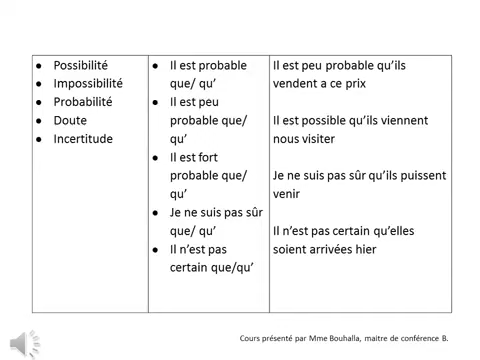 • Possibilité
• Impossibilité
• Probabilité
• Doute
• Incertitude
• Il est probable
que/ qu’
• Il est peu
probable que/
qu’
• Il est fort
probable que/
qu’
• Je ne suis pas sûr
que/ qu’
• Il n’est pas
certain que/qu’
Il est peu probable qu’ils
vendent a ce prix
Il est possible qu’ils viennent
nous visiter
Je ne suis pas sûr qu’ils puissent
venir
Il n’est pas certain qu’elles
soient arrivées hier
Cours présenté par Mme Bouhalla, maitre de conférence B.